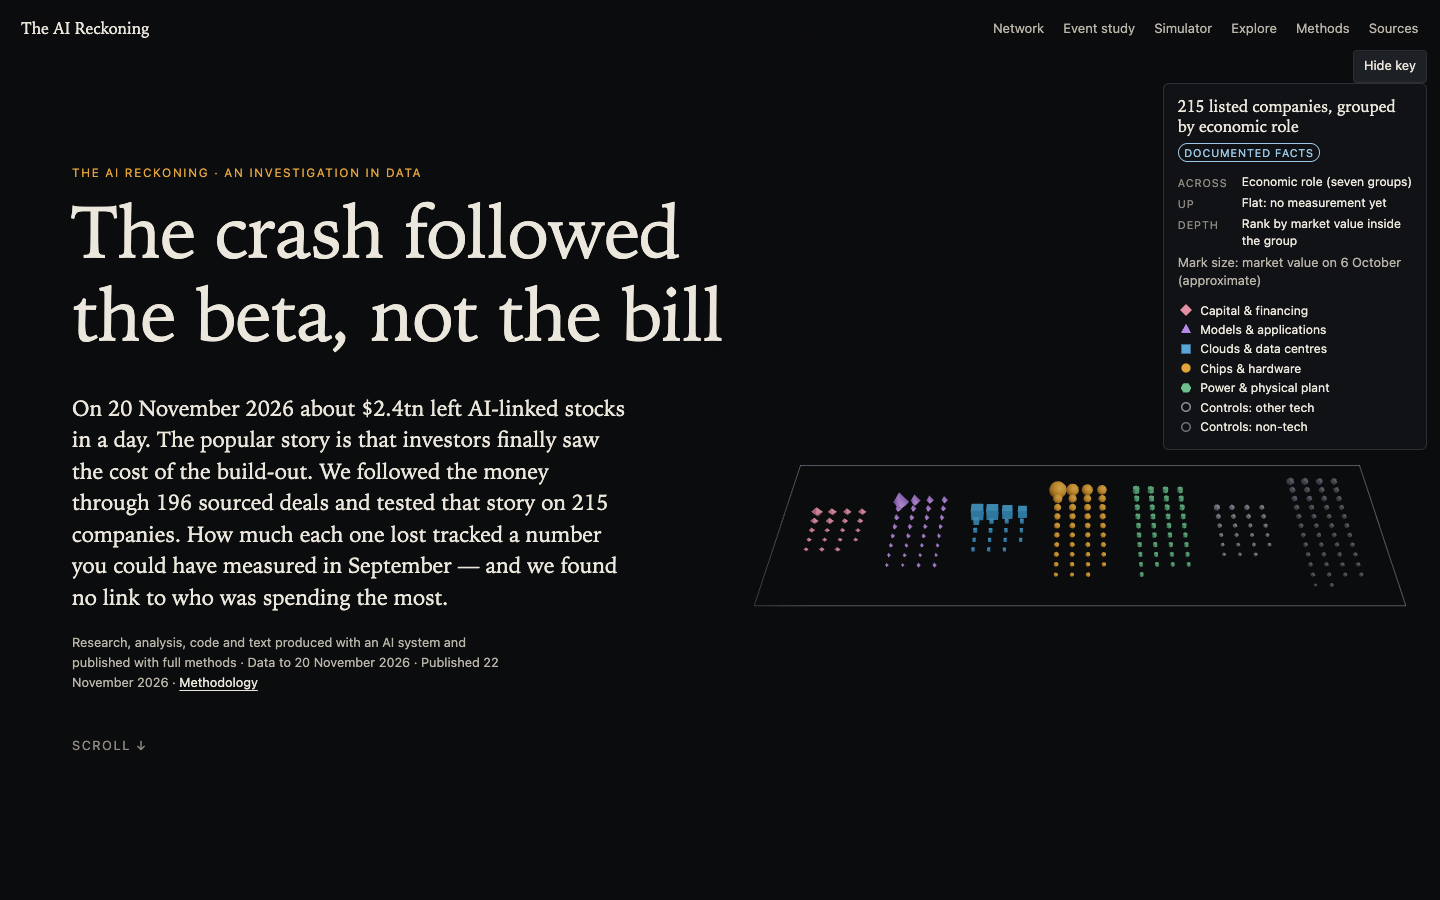 The AI Reckoning
Network Event study Simulator Explore Methods Sources
Hide key
215 listed companies, grouped
by economic role
DOCUMENTED FACTS
ACROSS Economic role (seven groups)
UP Flat: no measurement yet
DEPTH Rank by market value inside
the group
Mark size: market value on 6 October
(approximate)
Capital & financing
Models & applications
Clouds & data centres
Chips & hardware
Power & physical plant
Controls: other tech
Controls: non-tech
THE AI RECKONING · AN INVESTIGATION IN DATA
The crash followed
the beta, not the bill
On 20 November 2026 about $2.4tn left AI-linked stocks
in a day. The popular story is that investors finally saw
the cost of the build-out. We followed the money
through 196 sourced deals and tested that story on 215
companies. How much each one lost tracked a number
you could have measured in September — and we found
no link to who was spending the most.
Research, analysis, code and text produced with an AI system and
published with full methods · Data to 20 November 2026 · Published 22
November 2026 · Methodology
SCROLL ↓